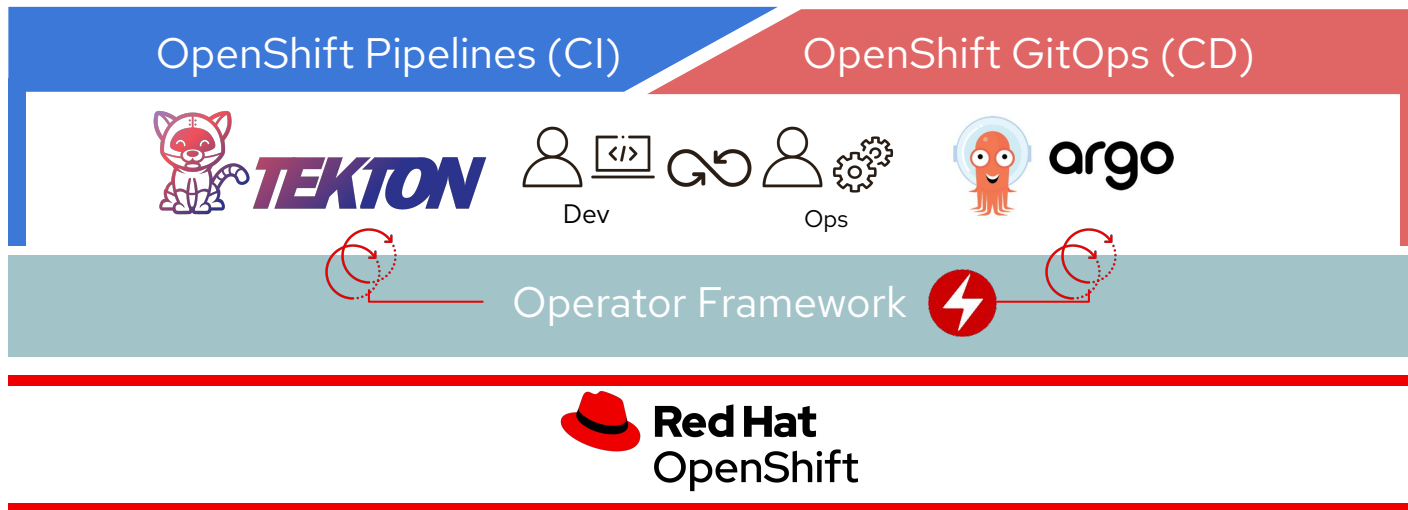 OpenShift Pipelines (CI)
OpenShift GitOps (CD)
TEKTON
</>
Dev
Ops
argo
Operator Framework
Red Hat
OpenShift